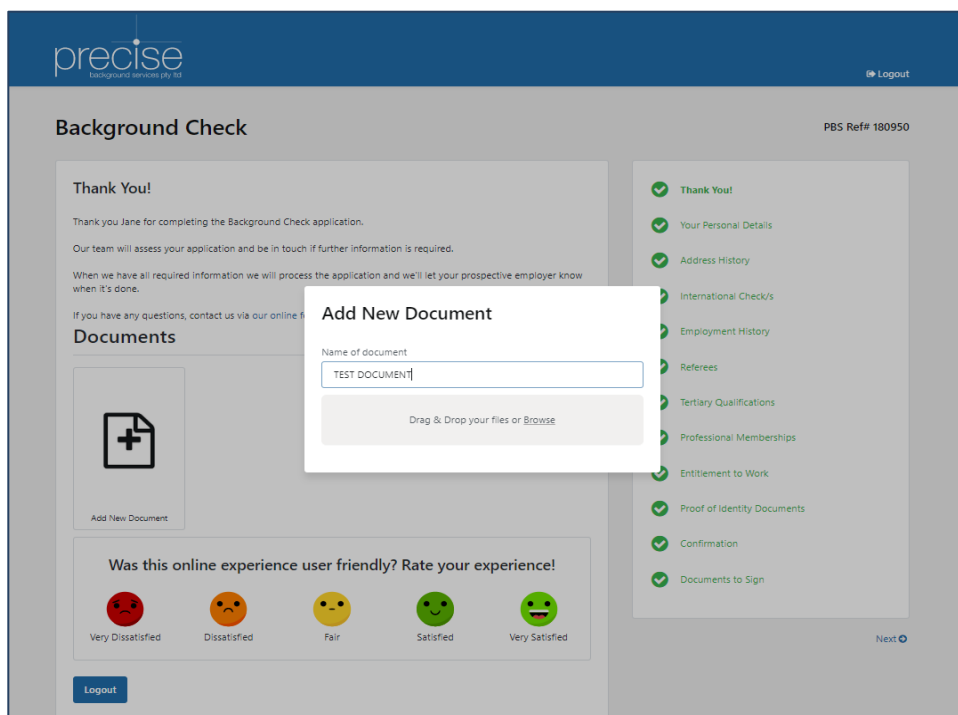 precise
background services pty ltd
Logout
Background Check
PBS Ref# 180950
Thank You!
Thank you Jane for completing the Background Check application.
Our team will assess your application and be in touch if further information is required.
When we have all required information we will process the application and we'll let your prospective employer know
when it's done.
If you have any questions, contact us via our online f
Documents
Add New Document
Add New Document
Name of document
TEST DOCUMENT
Drag & Drop your files or Browse
Was this online experience user friendly? Rate your experience!
Very Dissatisfied
Dissatisfied
Fair
Satisfied
Very Satisfied
Logout
Thank You!
Your Personal Details
Address History
International Check/s
Employment History
Referees
Tertiary Qualifications
Professional Memberships
Entitlement to Work
Proof of Identity Documents
Confirmation
Documents to Sign
Next